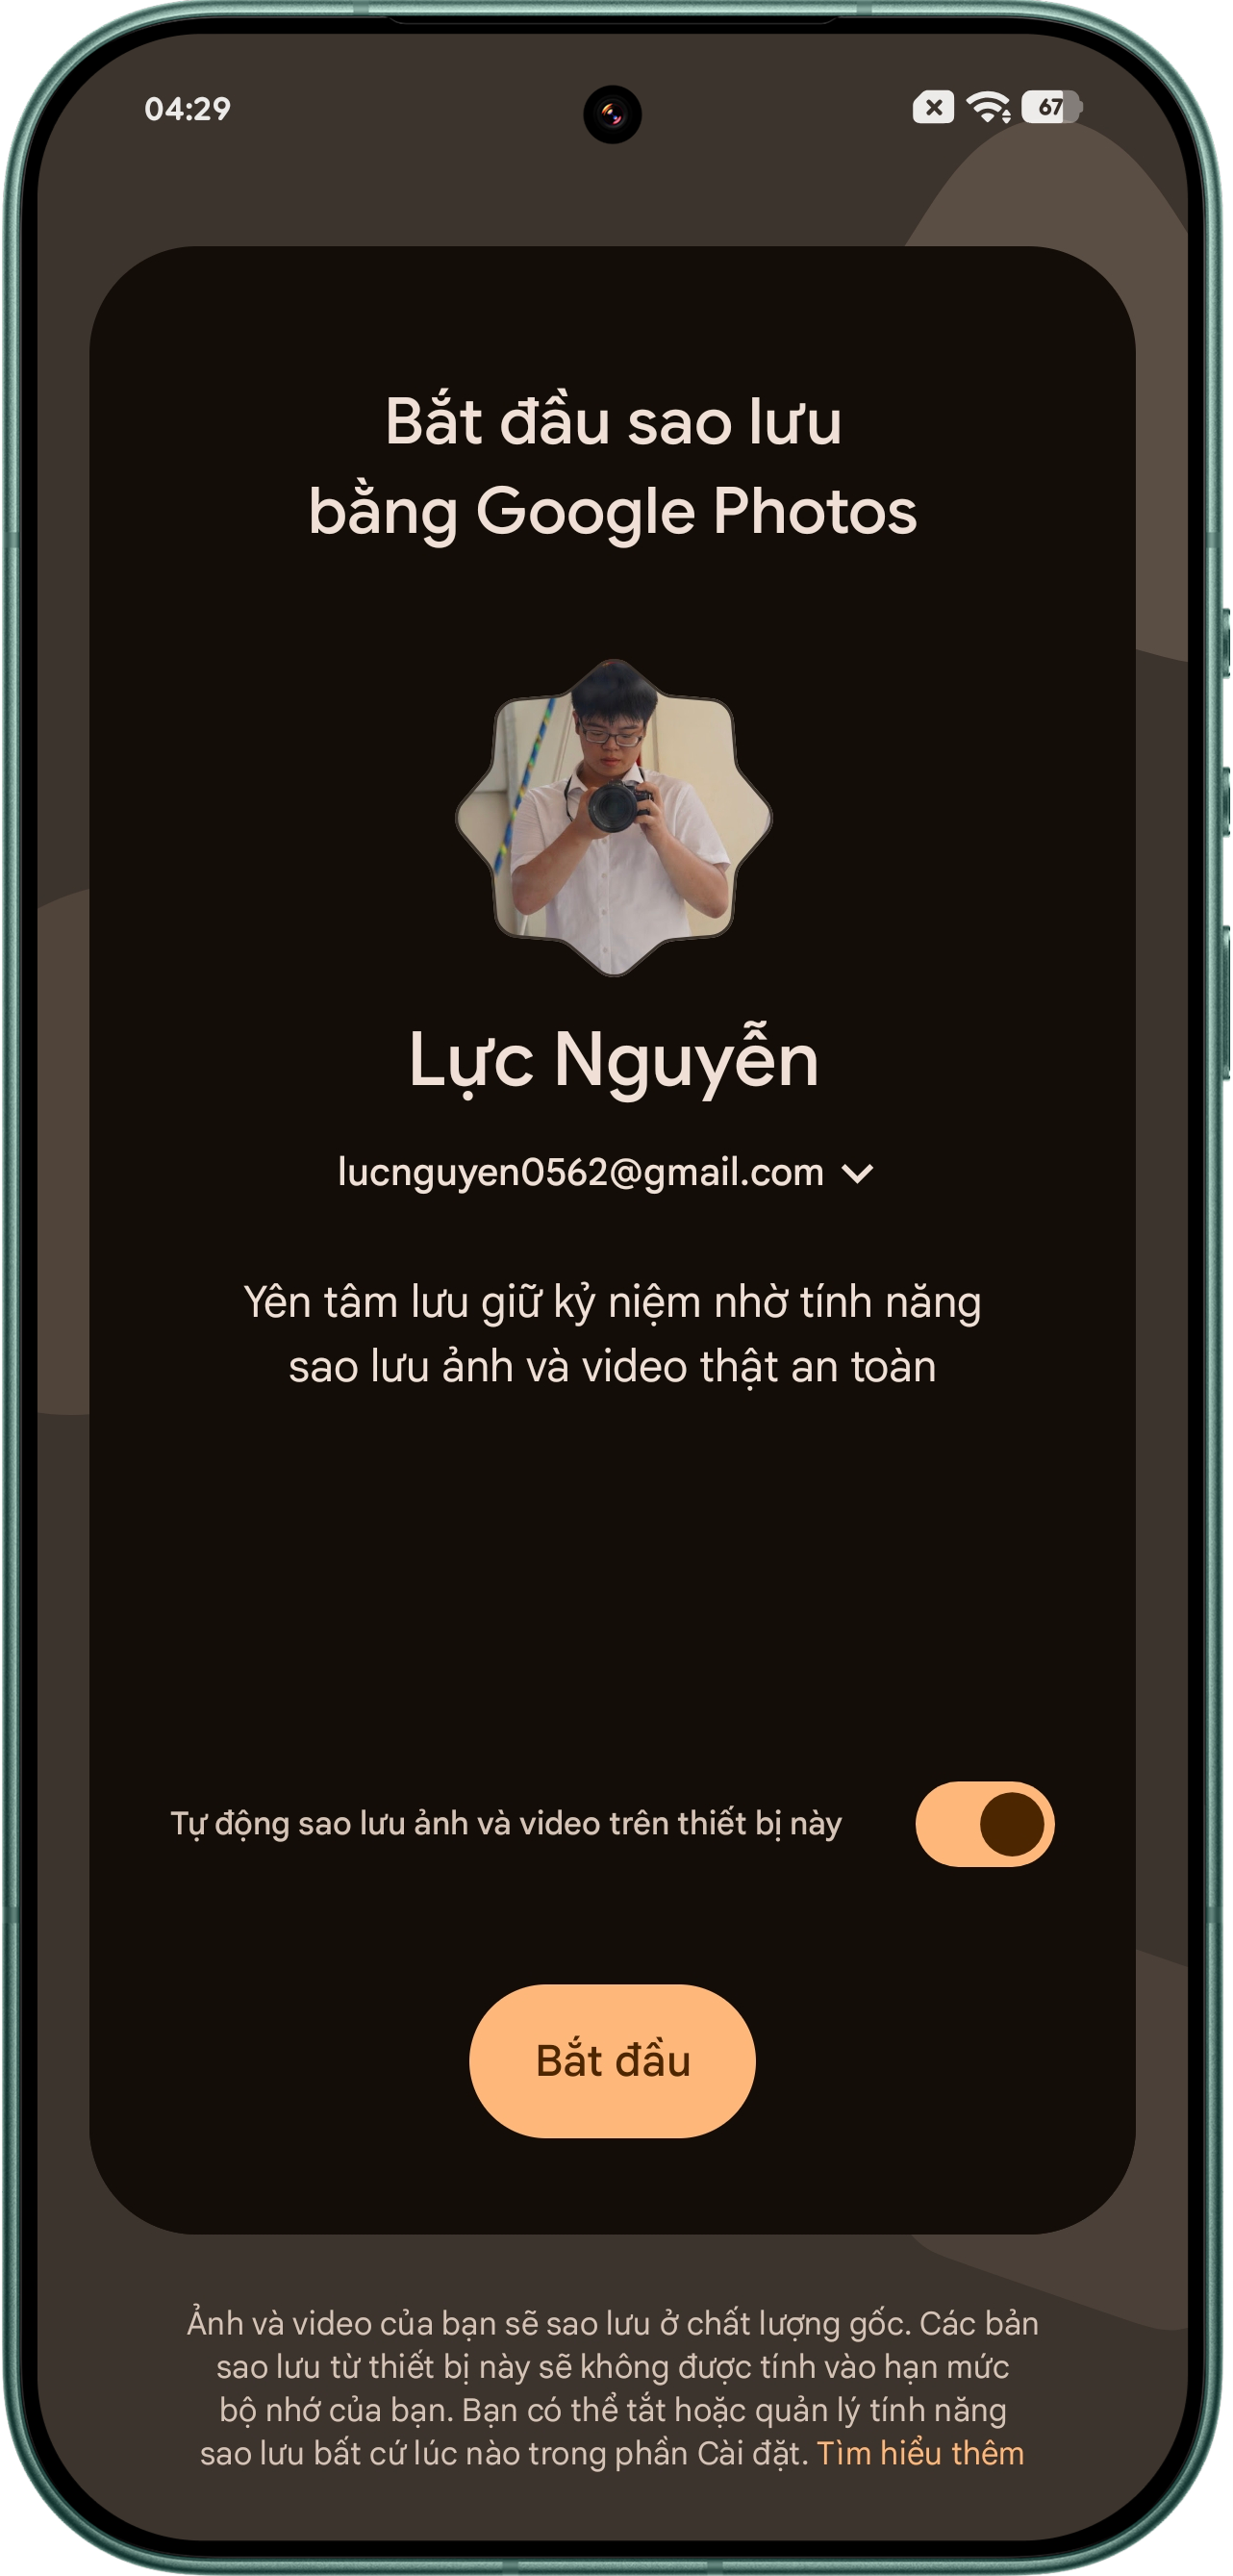 04:29
67
Bắt đầu sao lưu
bằng Google Photos
Lực Nguyễn
lucnguyen0562@gmail.com
Yên tâm lưu giữ kỷ niệm nhờ tính năng
sao lưu ảnh và video thật an toàn
Tự động sao lưu ảnh và video trên thiết bị này
Bắt đầu
Ảnh và video của bạn sẽ sao lưu ở chất lượng gốc. Các bản
sao lưu từ thiết bị này sẽ không được tính vào hạn mức
bộ nhớ của bạn. Bạn có thể tắt hoặc quản lý tính năng
sao lưu bất cứ lúc nào trong phần Cài đặt. Tìm hiểu thêm